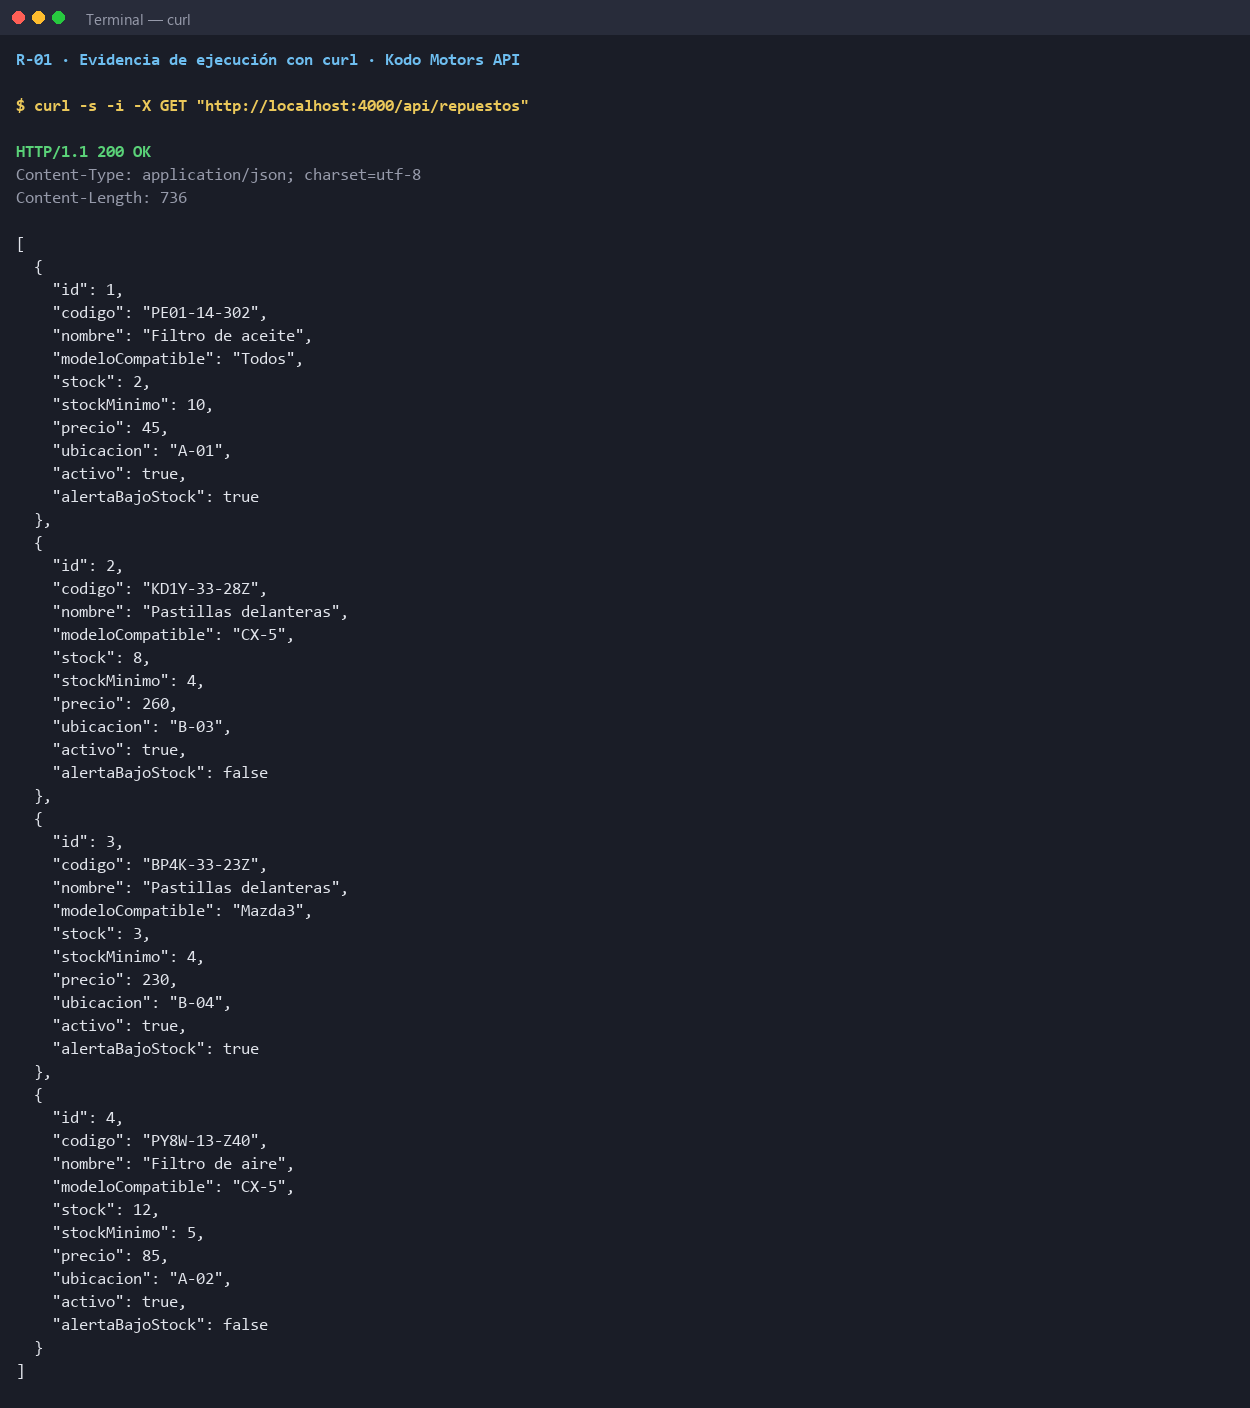 Terminal — curl
R-01 · Evidencia de ejecución con curl · Kodo Motors API
$ curl -s -i -X GET "http://localhost:4000/api/repuestos"
HTTP/1.1 200 OK
Content-Type: application/json; charset=utf-8
Content-Length: 736
[
  {
    "id": 1,
    "codigo": "PE01-14-302",
    "nombre": "Filtro de aceite",
    "modeloCompatible": "Todos",
    "stock": 2,
    "stockMinimo": 10,
    "precio": 45,
    "ubicacion": "A-01",
    "activo": true,
    "alertaBajoStock": true
  },
  {
    "id": 2,
    "codigo": "KD1Y-33-28Z",
    "nombre": "Pastillas delanteras",
    "modeloCompatible": "CX-5",
    "stock": 8,
    "stockMinimo": 4,
    "precio": 260,
    "ubicacion": "B-03",
    "activo": true,
    "alertaBajoStock": false
  },
  {
    "id": 3,
    "codigo": "BP4K-33-23Z",
    "nombre": "Pastillas delanteras",
    "modeloCompatible": "Mazda3",
    "stock": 3,
    "stockMinimo": 4,
    "precio": 230,
    "ubicacion": "B-04",
    "activo": true,
    "alertaBajoStock": true
  },
  {
    "id": 4,
    "codigo": "PY8W-13-Z40",
    "nombre": "Filtro de aire",
    "modeloCompatible": "CX-5",
    "stock": 12,
    "stockMinimo": 5,
    "precio": 85,
    "ubicacion": "A-02",
    "activo": true,
    "alertaBajoStock": false
  }
]